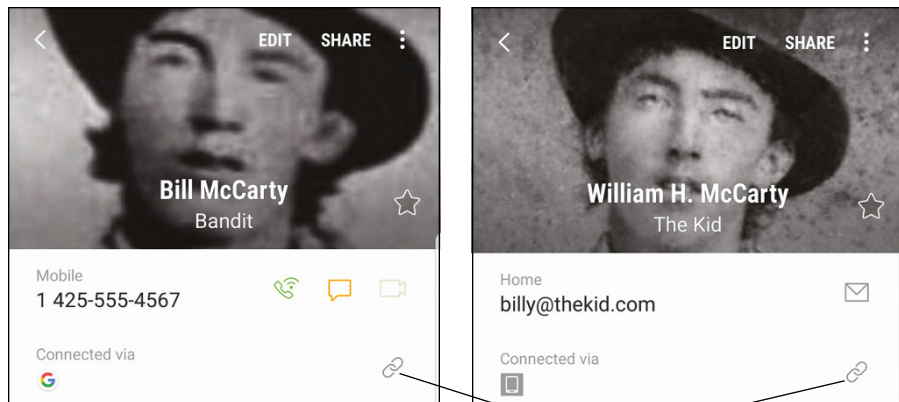 EDIT SHARE
Bill McCarty
Bandit
Mobile
1 425-555-4567
Connected via
G
EDIT SHARE
William H. McCarty
The Kid
Home
billy@thekid.com
Connected via